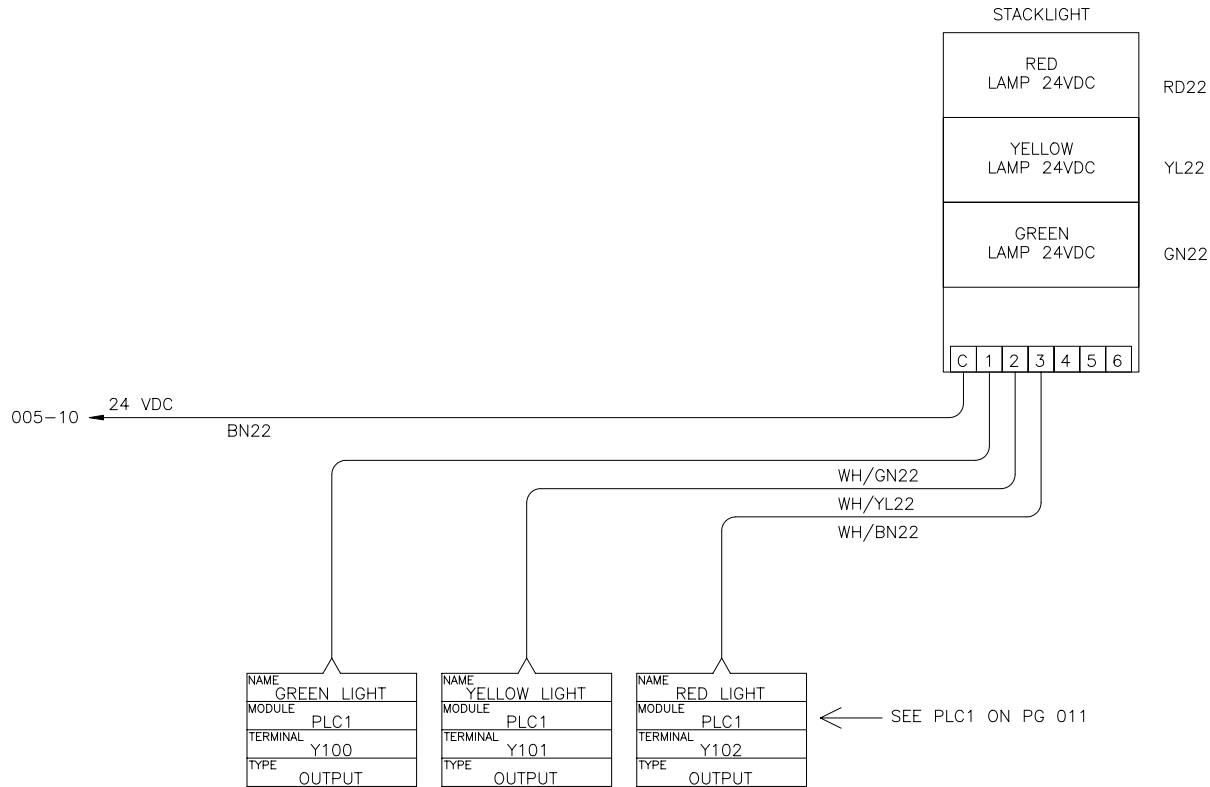 STACKLIGHT
RED
LAMP 24VDC
RD22
YELLOW
LAMP 24VDC
YL22
GREEN
LAMP 24VDC
GN22
C 1 2 3 4 5 6
24 VDC
005-10
BN22
WH/GN22
WH/YL22
WH/BN22
NAME
GREEN LIGHT
MODULE
PLC1
TERMINAL
Y100
TYPE
OUTPUT
NAME
YELLOW LIGHT
MODULE
PLC1
TERMINAL
Y101
TYPE
OUTPUT
NAME
RED LIGHT
MODULE
PLC1
TERMINAL
Y102
TYPE
OUTPUT
SEE PLC1 ON PG 011